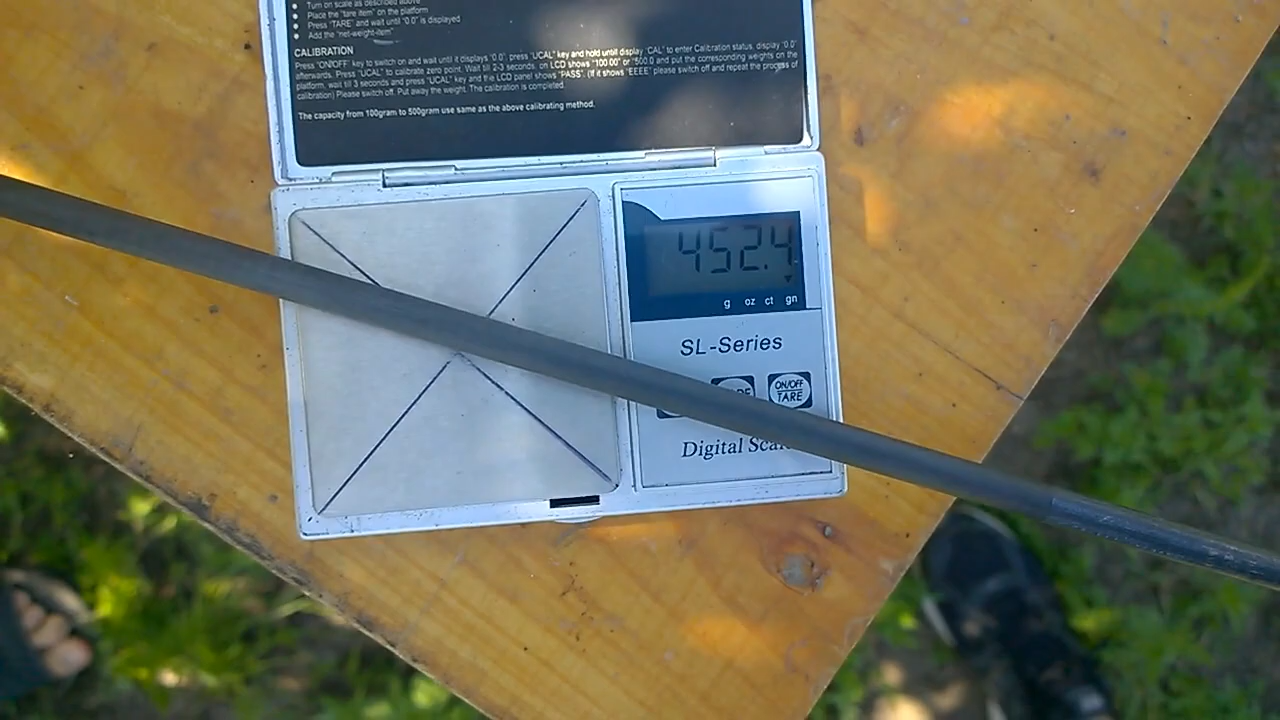 Turn on scale as described above
Place the "tare item" on the platform
Press "TARE" and wait until "0.0" is displayed
Add the "net-weight-item"
CALIBRATION
Press "ON/OFF" key to switch on and wait until it displays "0.0", press "UCAL" key and hold until display "CAL" to enter Calibration status, display "0.0"
afterwards. Press "UCAL" to calibrate zero point. Wait till 2-3 seconds, on LCD shows "100.00" or "500.0 and put the corresponding weights on the
platform, wait till 3 seconds and press "UCAL" key and the LCD panel shows "PASS". (If it shows "EEEE" please switch off and repeat the process of
calibration) Please switch off. Put away the weight. The calibration is completed.
The capacity from 100gram to 500gram use same as the above calibrating method.
452.4
g oz ct gn
SL-Series
ON/OFF
TARE
Digital